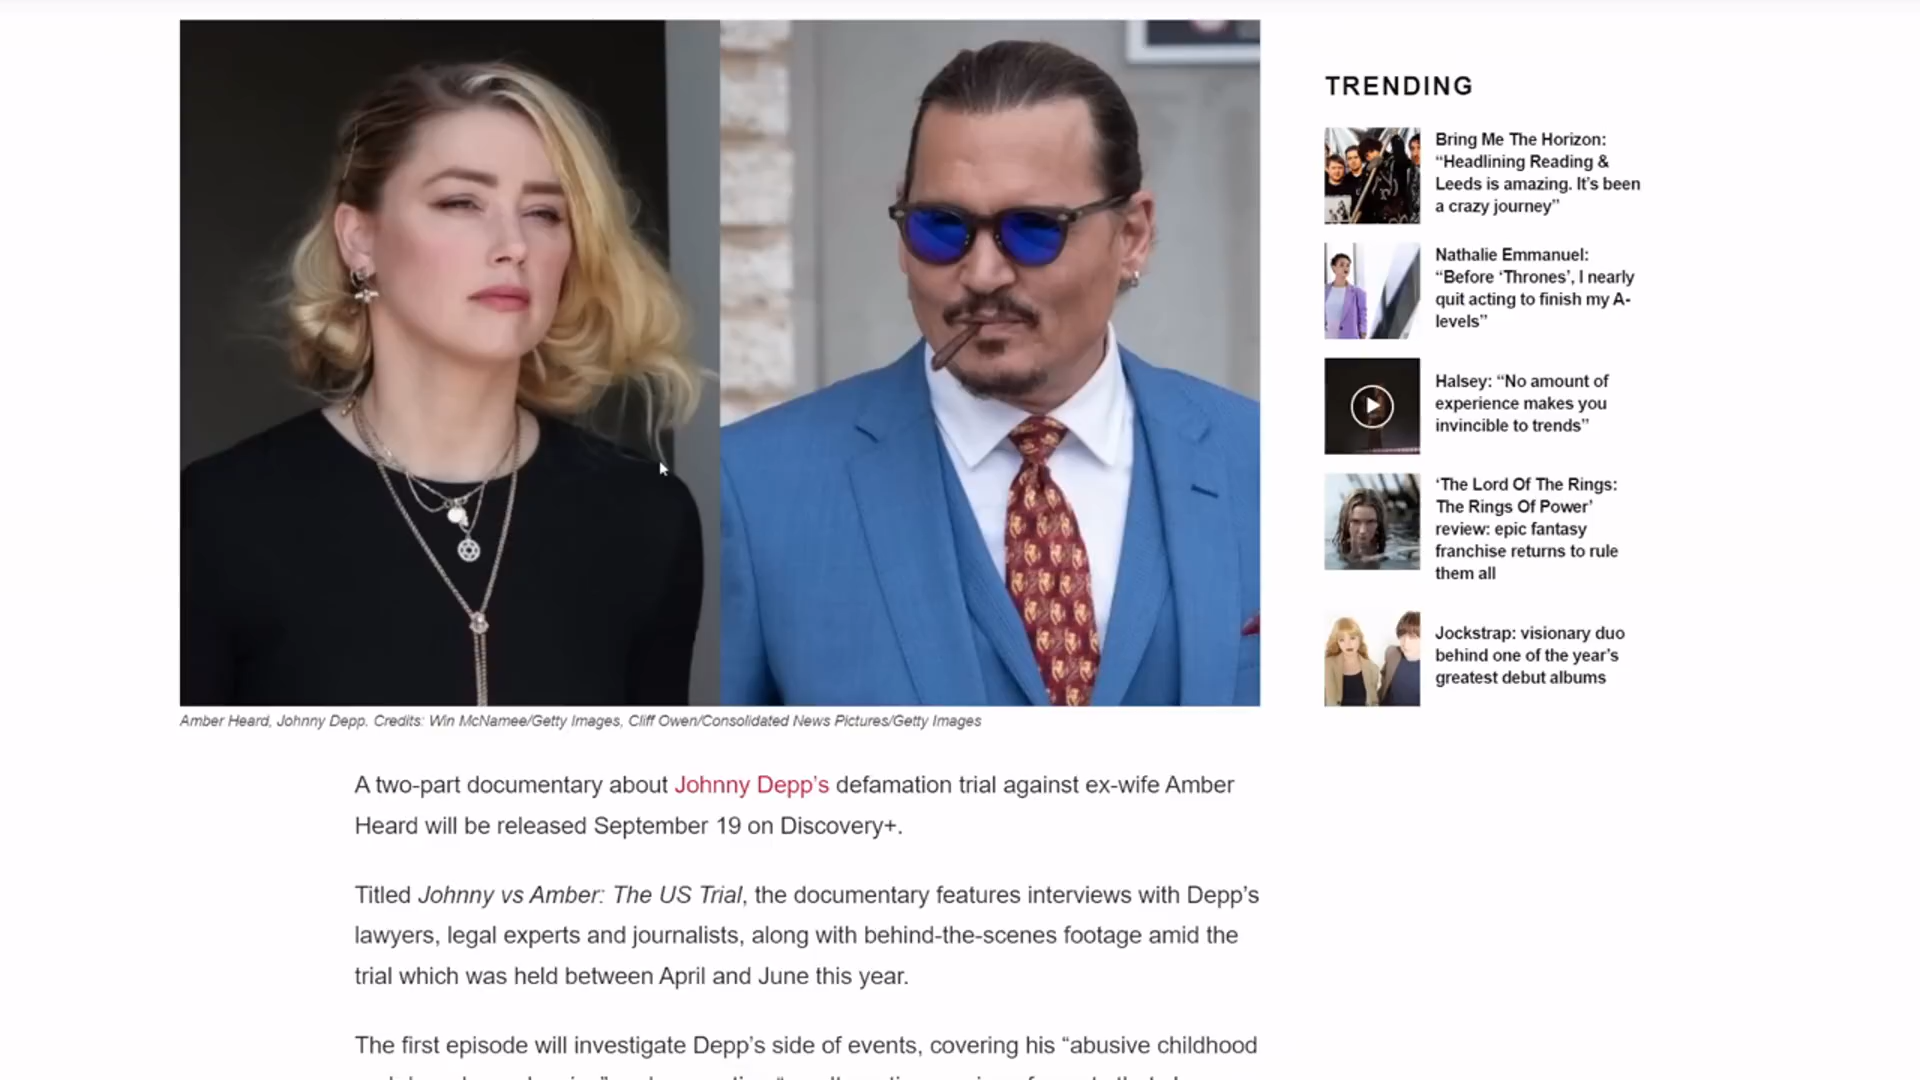 TRENDING
Bring Me The Horizon:
“Headlining Reading &
Leeds is amazing. It’s been
a crazy journey”
Nathalie Emmanuel:
“Before ‘Thrones’, I nearly
quit acting to finish my A-
levels”
Halsey: “No amount of
experience makes you
invincible to trends”
‘The Lord Of The Rings:
The Rings Of Power’
review: epic fantasy
franchise returns to rule
them all
Jockstrap: visionary duo
behind one of the year’s
greatest debut albums
Amber Heard, Johnny Depp. Credits: Win McNamee/Getty Images, Cliff Owen/Consolidated News Pictures/Getty Images
A two-part documentary about Johnny Depp’s defamation trial against ex-wife Amber
Heard will be released September 19 on Discovery+.
Titled Johnny vs Amber: The US Trial, the documentary features interviews with Depp’s
lawyers, legal experts and journalists, along with behind-the-scenes footage amid the
trial which was held between April and June this year.
The first episode will investigate Depp’s side of events, covering his “abusive childhood